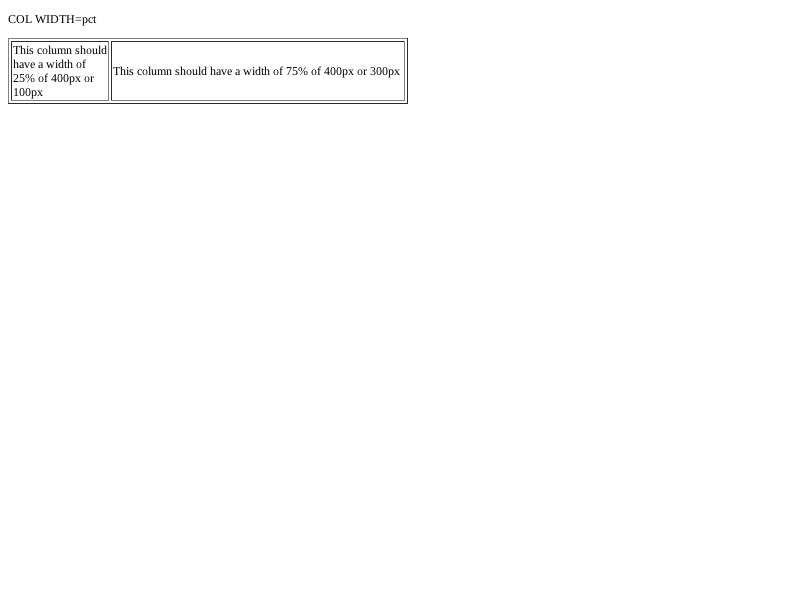 COL WIDTH=pct
This column should
have a width of
25% of 400px or
100px
This column should have a width of 75% of 400px or 300px